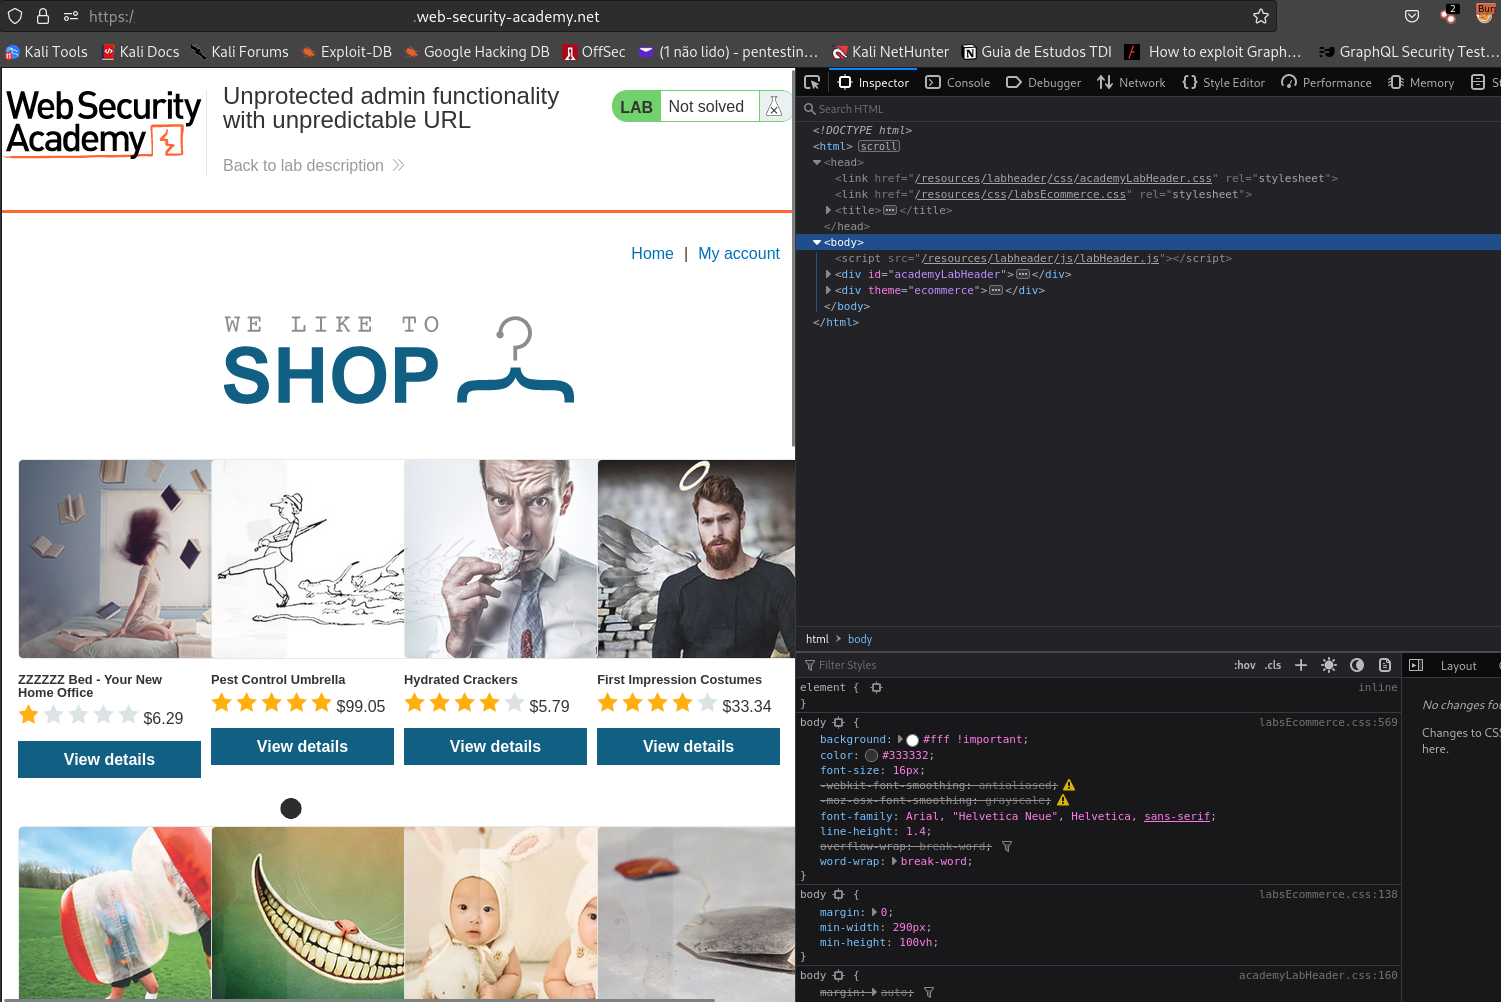 https:/ .web-security-academy.net
2
Kali Tools Kali Docs Kali Forums Exploit-DB Google Hacking DB OffSec (1 não lido) - pentestin… Kali NetHunter Guia de Estudos TDI How to exploit Graph… GraphQL Security Test…
Web Security
Academy
Unprotected admin functionality
with unpredictable URL
Back to lab description
LAB Not solved
Home | My account
WE LIKE TO
SHOP
ZZZZZZ Bed - Your New
Home Office
$6.29
View details
Pest Control Umbrella
$99.05
View details
Hydrated Crackers
$5.79
View details
First Impression Costumes
$33.34
View details
Inspector Console Debugger Network Style Editor Performance Memory St
Search HTML
<!DOCTYPE html>
<html> scroll
<head>
<link href="/resources/labheader/css/academyLabHeader.css" rel="stylesheet">
<link href="/resources/css/labsEcommerce.css" rel="stylesheet">
<title>···</title>
</head>
<body>
<script src="/resources/labheader/js/labHeader.js"></script>
<div id="academyLabHeader">···</div>
<div theme="ecommerce">···</div>
</body>
</html>
html > body
Filter Styles :hov .cls + Layout
element { inline
}
body { labsEcommerce.css:569
background: #fff !important;
color: #333332;
font-size: 16px;
-webkit-font-smoothing: antialiased;
-moz-osx-font-smoothing: grayscale;
font-family: Arial, "Helvetica Neue", Helvetica, sans-serif;
line-height: 1.4;
overflow-wrap: break-word;
word-wrap: break-word;
}
body { labsEcommerce.css:138
margin: 0;
min-width: 290px;
min-height: 100vh;
}
body { academyLabHeader.css:160
margin: auto;
No changes fou
Changes to CSS
here.